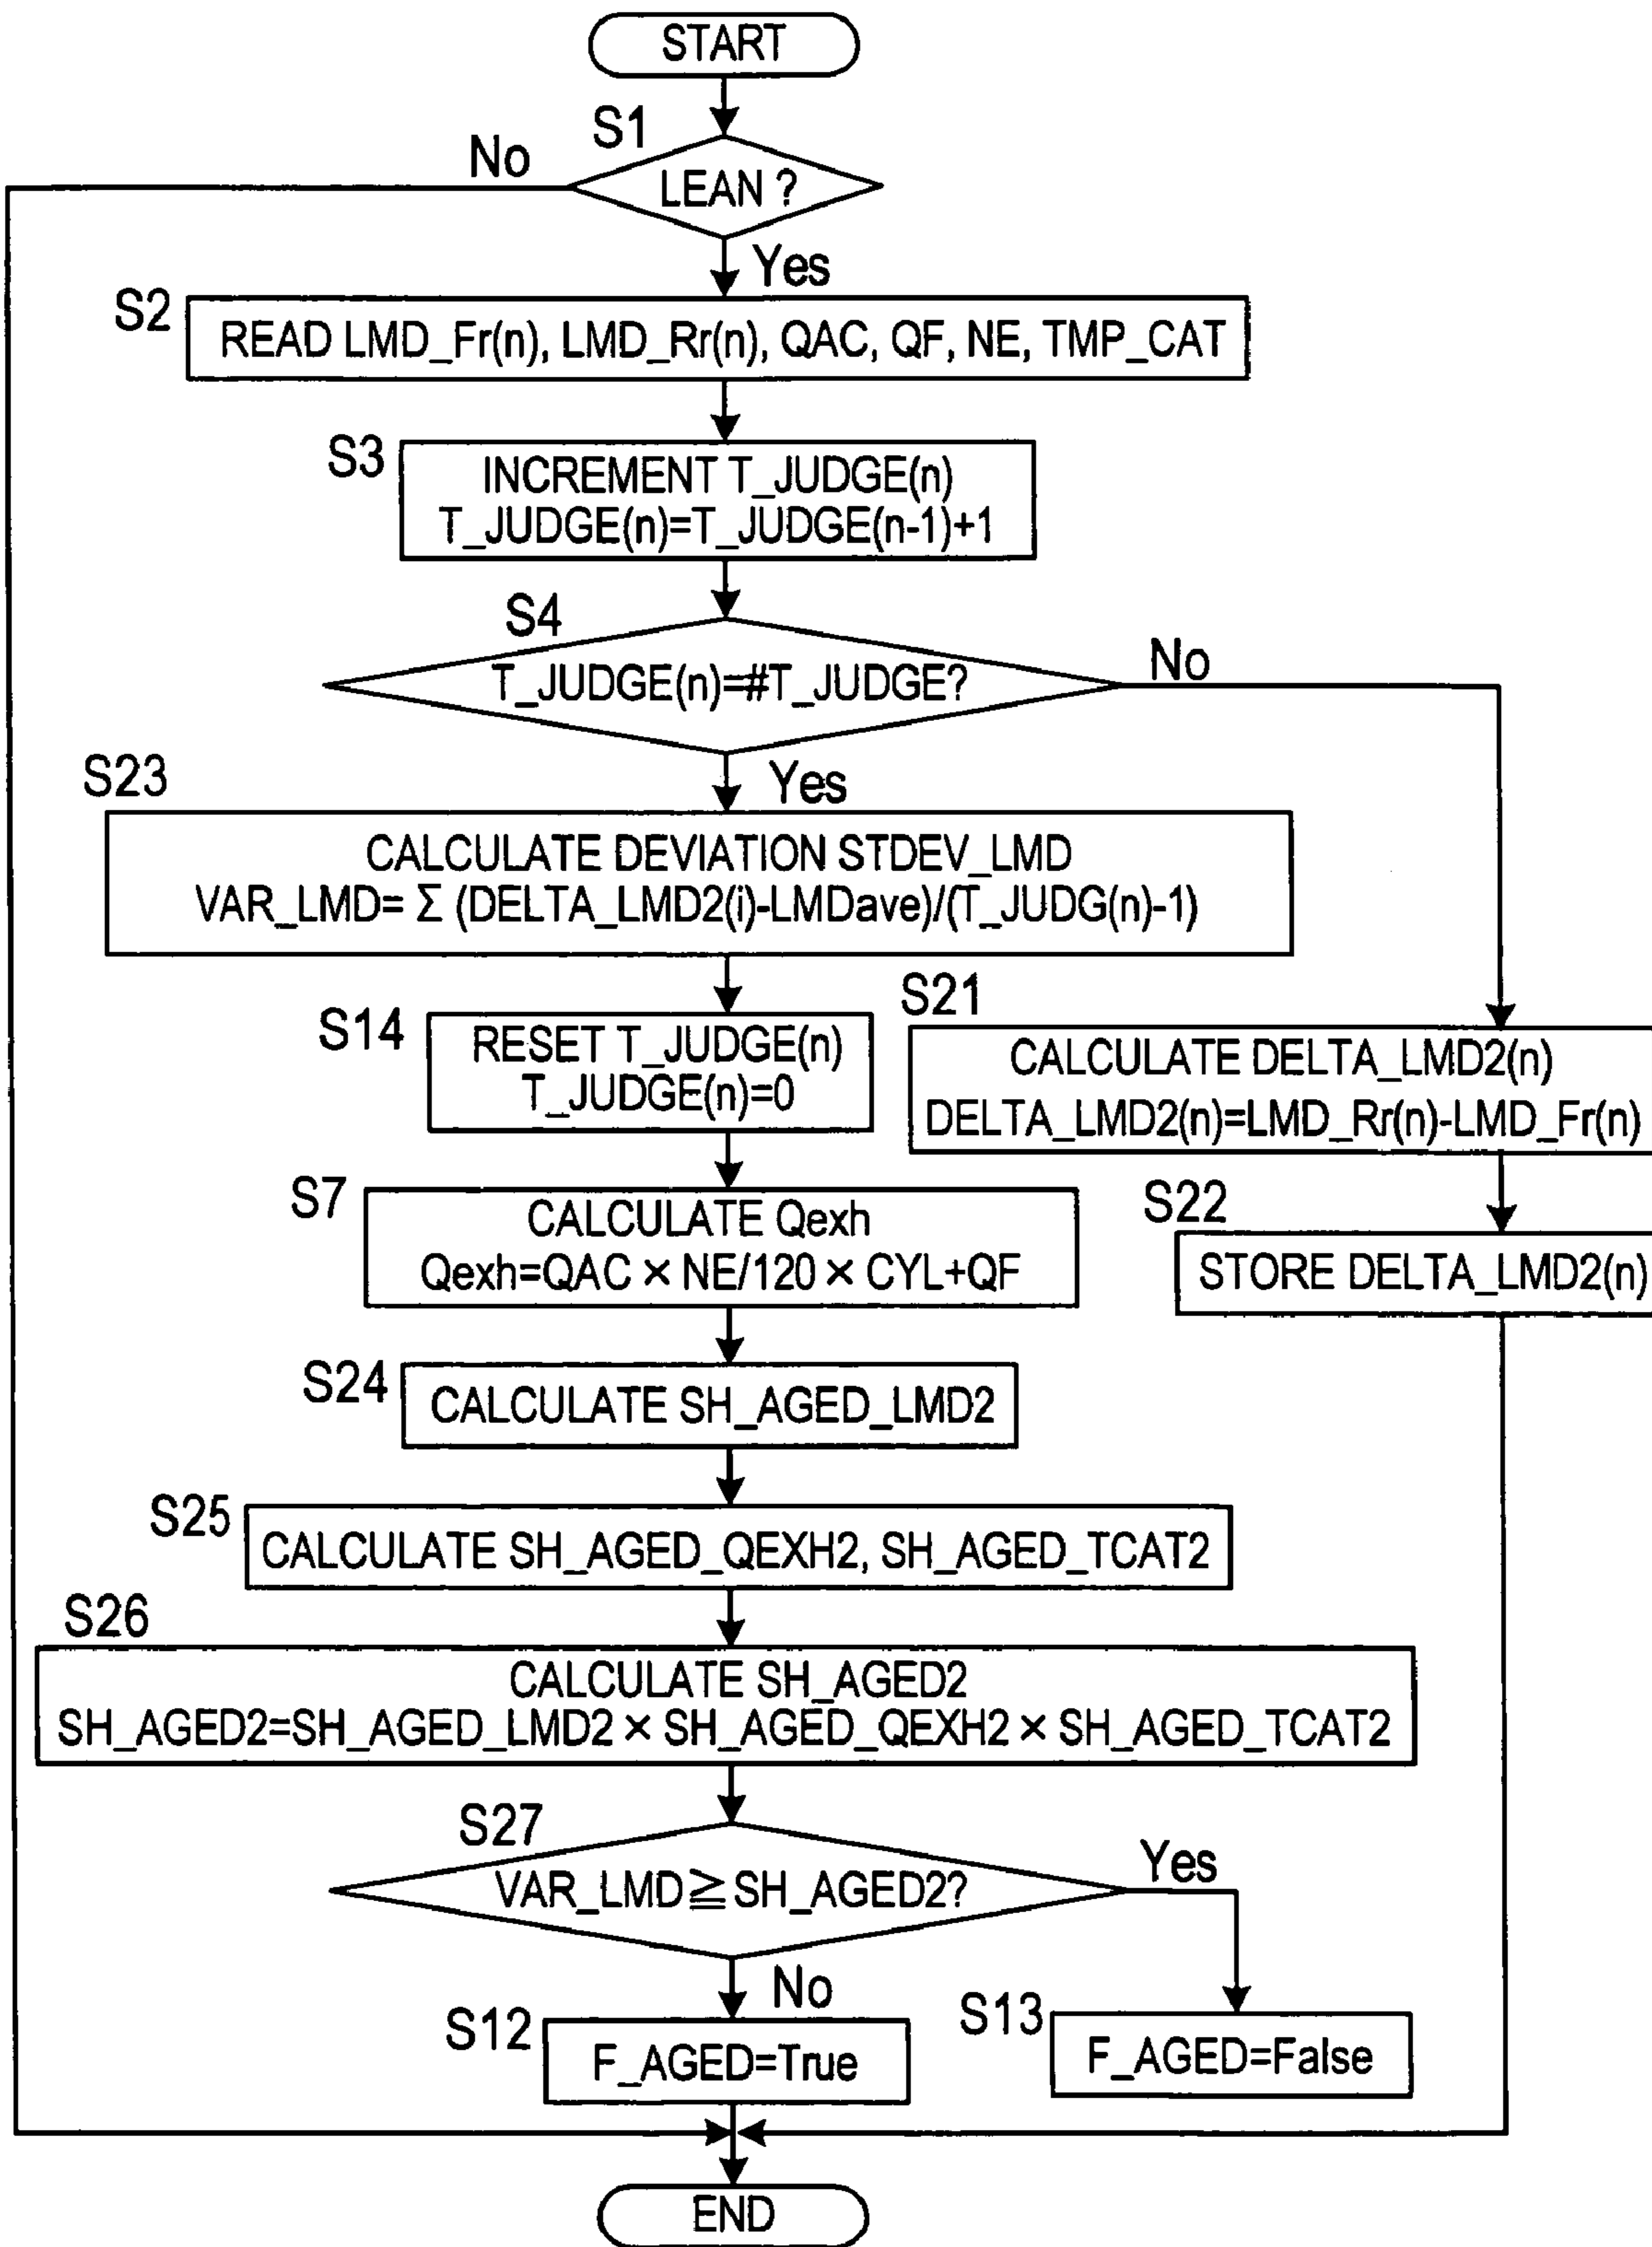 START
S1
No
LEAN ?
Yes
S2
READ LMD_Fr(n), LMD_Rr(n), QAC, QF, NE, TMP_CAT
S3
INCREMENT T_JUDGE(n)
T_JUDGE(n)=T_JUDGE(n-1)+1
S4
T_JUDGE(n)=#T_JUDGE?
No
Yes
S23
CALCULATE DEVIATION STDEV_LMD
VAR_LMD= Σ (DELTA_LMD2(i)-LMDave)/(T_JUDG(n)-1)
S14
RESET T_JUDGE(n)
T_JUDGE(n)=0
S21
CALCULATE DELTA_LMD2(n)
DELTA_LMD2(n)=LMD_Rr(n)-LMD_Fr(n)
S7
CALCULATE Qexh
Qexh=QAC × NE/120 × CYL+QF
S22
STORE DELTA_LMD2(n)
S24
CALCULATE SH_AGED_LMD2
S25
CALCULATE SH_AGED_QEXH2, SH_AGED_TCAT2
S26
CALCULATE SH_AGED2
SH_AGED2=SH_AGED_LMD2 × SH_AGED_QEXH2 × SH_AGED_TCAT2
S27
VAR_LMD≧SH_AGED2?
Yes
No
S12
F_AGED=True
S13
F_AGED=False
END